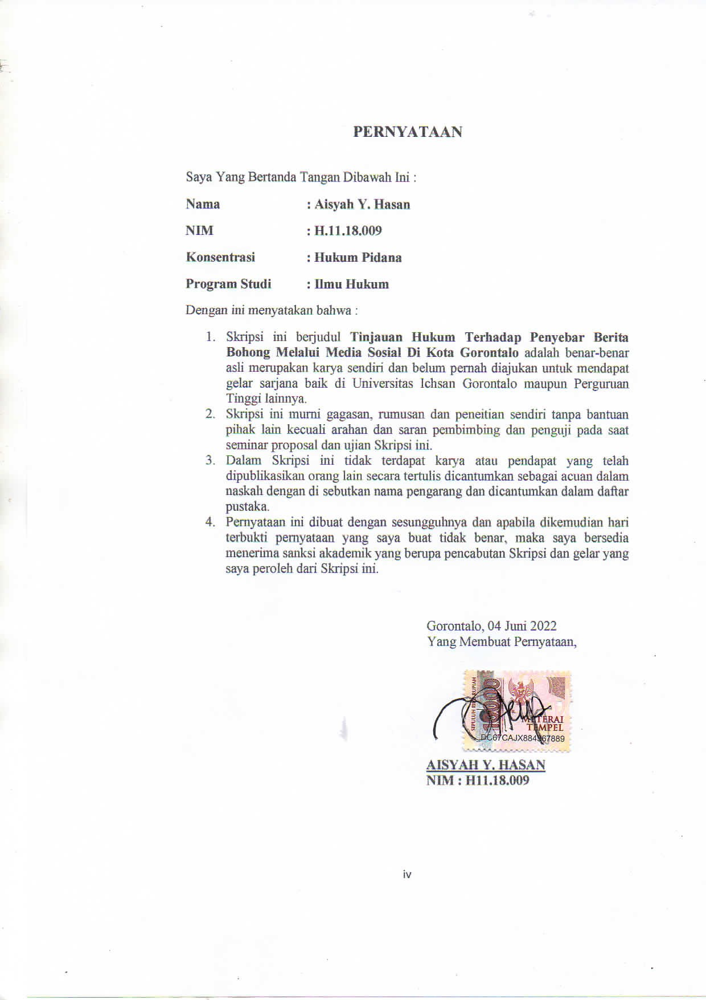 PERNYATAAN
Saya Yang Bertanda Tangan Dibawah Ini :
Nama : Aisyah Y. Hasan
NIM : H.11.18.009
Konsentrasi : Hukum Pidana
Program Studi : Ilmu Hukum
Dengan ini menyatakan bahwa :
1. Skripsi ini berjudul Tinjauan Hukum Terhadap Penyebar Berita
Bohong Melalui Media Sosial Di Kota Gorontalo adalah benar-benar
asli merupakan karya sendiri dan belum pernah diajukan untuk mendapat
gelar sarjana baik di Universitas Ichsan Gorontalo maupun Perguruan
Tinggi lainnya.
2. Skripsi ini murni gagasan, rumusan dan peneitian sendiri tanpa bantuan
pihak lain kecuali arahan dan saran pembimbing dan penguji pada saat
seminar proposal dan ujian Skripsi ini.
3. Dalam Skripsi ini tidak terdapat karya atau pendapat yang telah
dipublikasikan orang lain secara tertulis dicantumkan sebagai acuan dalam
naskah dengan di sebutkan nama pengarang dan dicantumkan dalam daftar
pustaka.
4. Pernyataan ini dibuat dengan sesungguhnya dan apabila dikemudian hari
terbukti pernyataan yang saya buat tidak benar, maka saya bersedia
menerima sanksi akademik yang berupa pencabutan Skripsi dan gelar yang
saya peroleh dari Skripsi ini.
Gorontalo, 04 Juni 2022
Yang Membuat Pernyataan,
SEPULUH RIBU RUPIAH
10000
METERAI
TEMPEL
AISYAH Y. HASAN
NIM : H11.18.009
iv